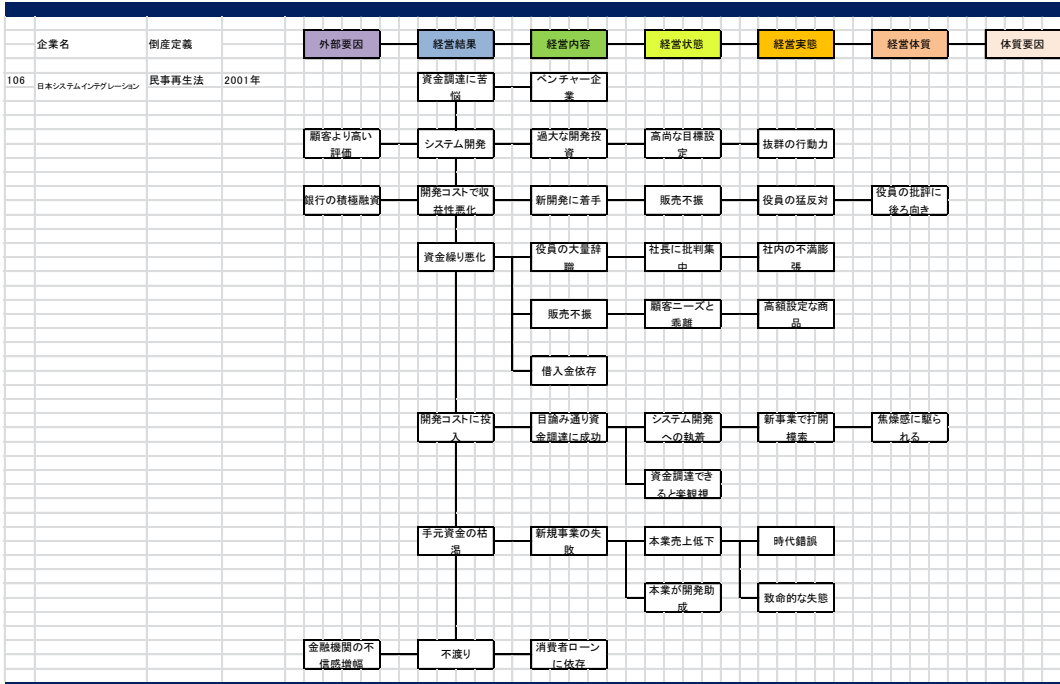 企業名
倒産定義
外部要因
経営結果
経営内容
経営状態
経営実態
経営体質
体質要因
106
日本システムインテグレーション
民事再生法
2001年
資金調達に苦
悩
ベンチャー企
業
顧客より高い
評価
システム開発
過大な開発投
資
高尚な目標設
定
抜群の行動力
銀行の積極融資
開発コストで収
益性悪化
新開発に着手
販売不振
役員の猛反対
役員の批評に
後ろ向き
資金繰り悪化
役員の大量辞
職
社長に批判集
中
社内の不満膨
張
販売不振
顧客ニーズと
乖離
高額設定な商
品
借入金依存
開発コストに投
入
目論み通り資
金調達に成功
システム開発
への執着
新事業で打開
模索
焦燥感に駆ら
れる
資金調達でき
ると楽観視
手元資金の枯
渇
新規事業の失
敗
本業売上低下
時代錯誤
本業が開発助
成
致命的な失態
金融機関の不
信感増幅
不渡り
消費者ローン
に依存